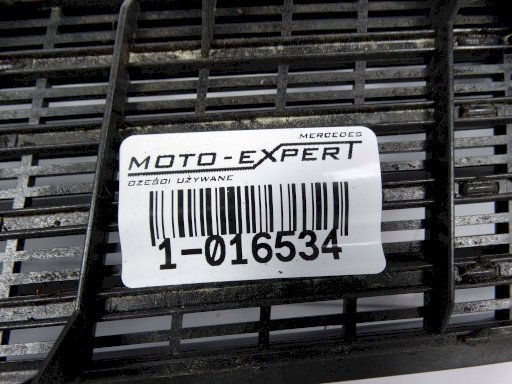 MERCEDES
MOTO-EXPERT
CZĘŚCI UŻYWANE
1-016534